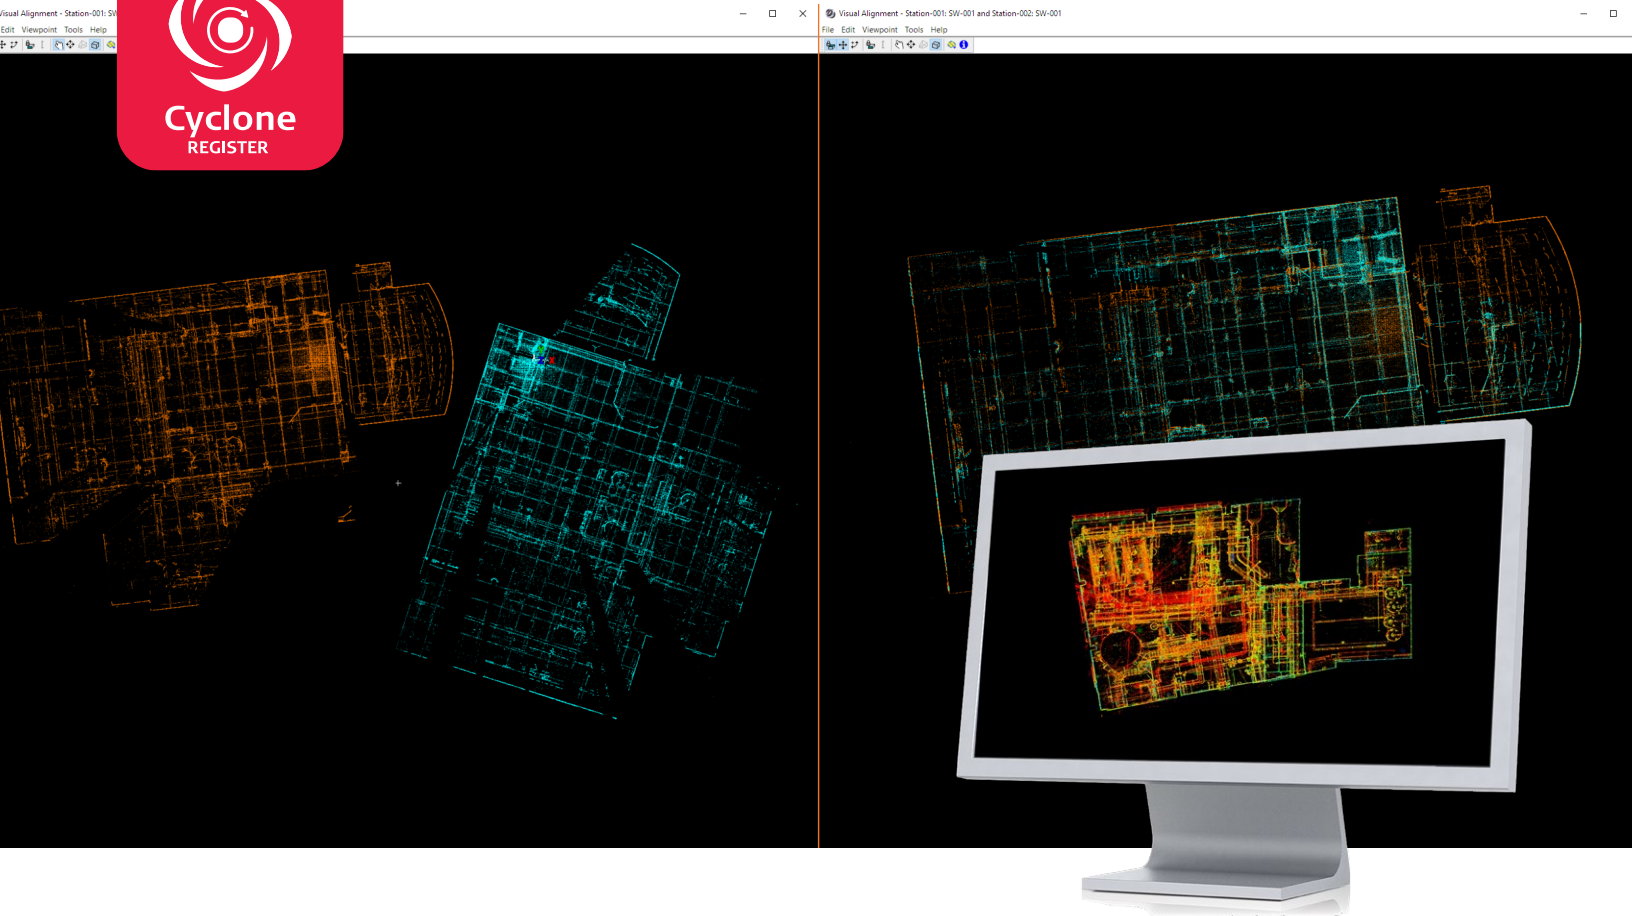 Visual Alignment - Station-001: SW
Edit Viewpoint Tools Help
Cyclone
REGISTER
Visual Alignment - Station-001: SW-001 and Station-002: SW-001
File Edit Viewpoint Tools Help